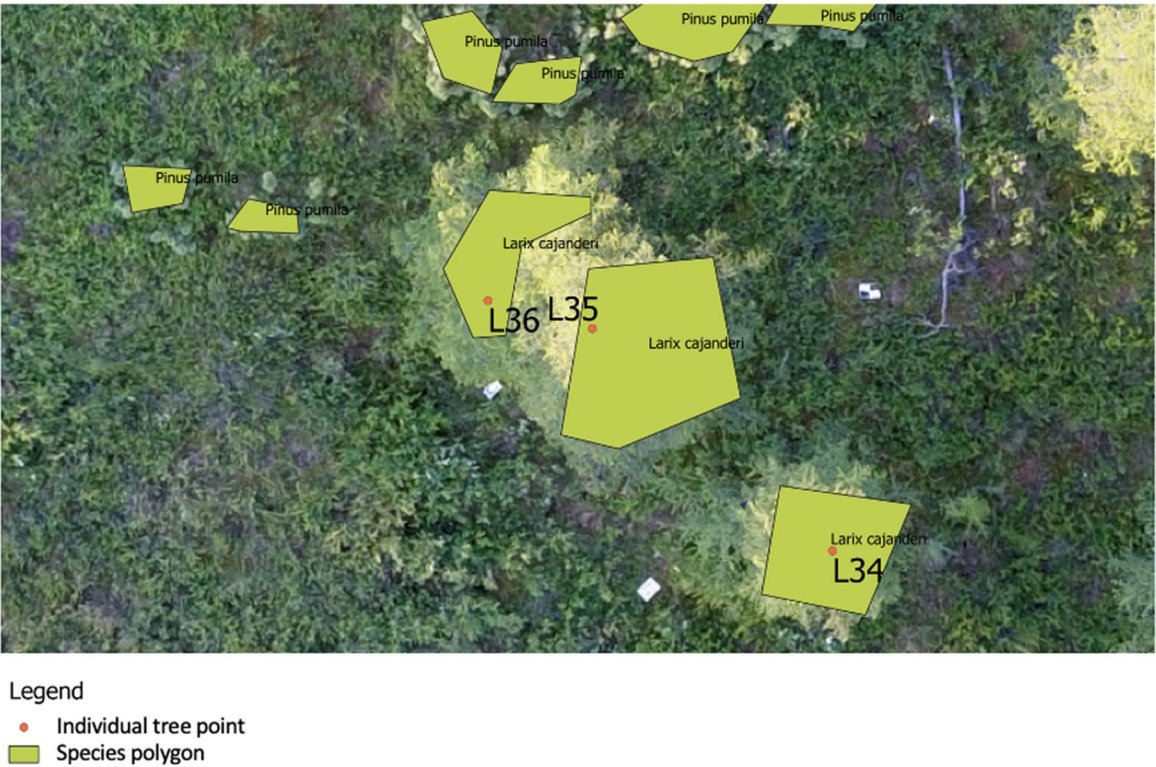 Pinus pumila
Pinus pumila
Pinus pumila
Pinus pumila
Pinus pumila
Pinus pumila
Larix cajanderi
L36
L35
Larix cajanderi
Larix cajanderi
L34
Legend
Individual tree point
Species polygon